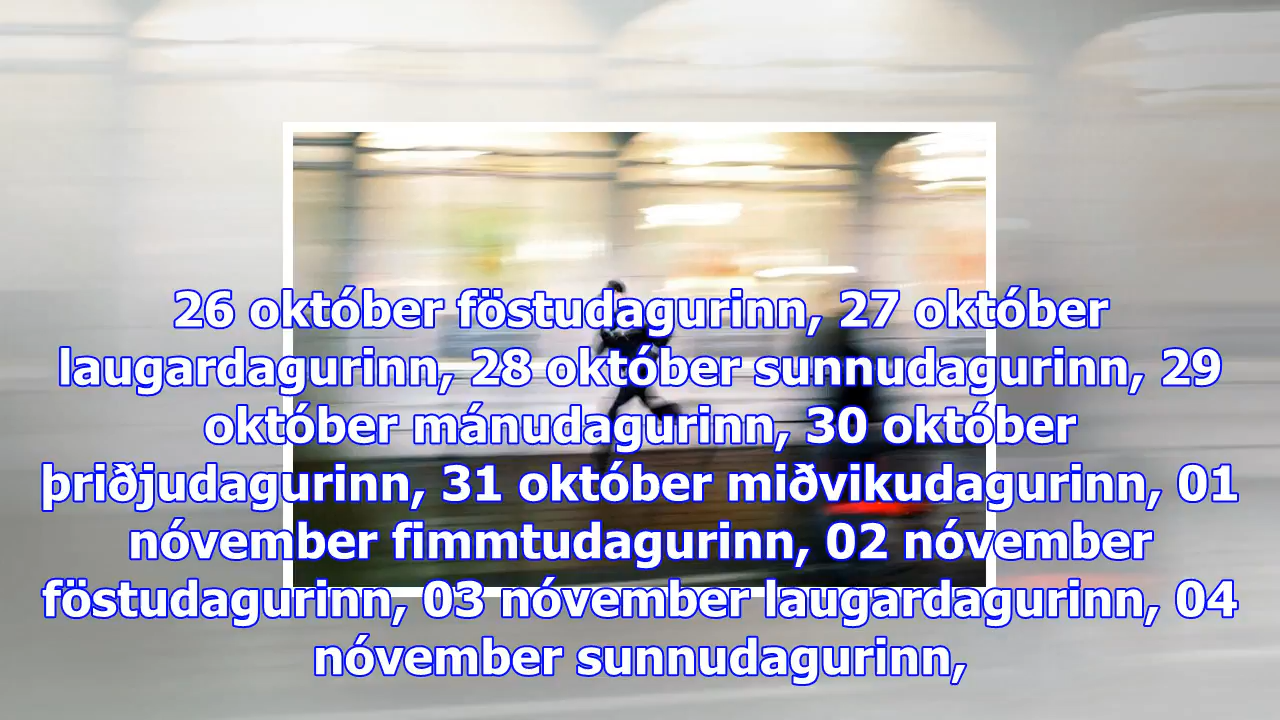 26 október föstudagurinn, 27 október
laugardagurinn, 28 október sunnudagurinn, 29
október mánudagurinn, 30 október
þriðjudagurinn, 31 október miðvikudagurinn, 01
nóvember fimmtudagurinn, 02 nóvember
föstudagurinn, 03 nóvember laugardagurinn, 04
nóvember sunnudagurinn,